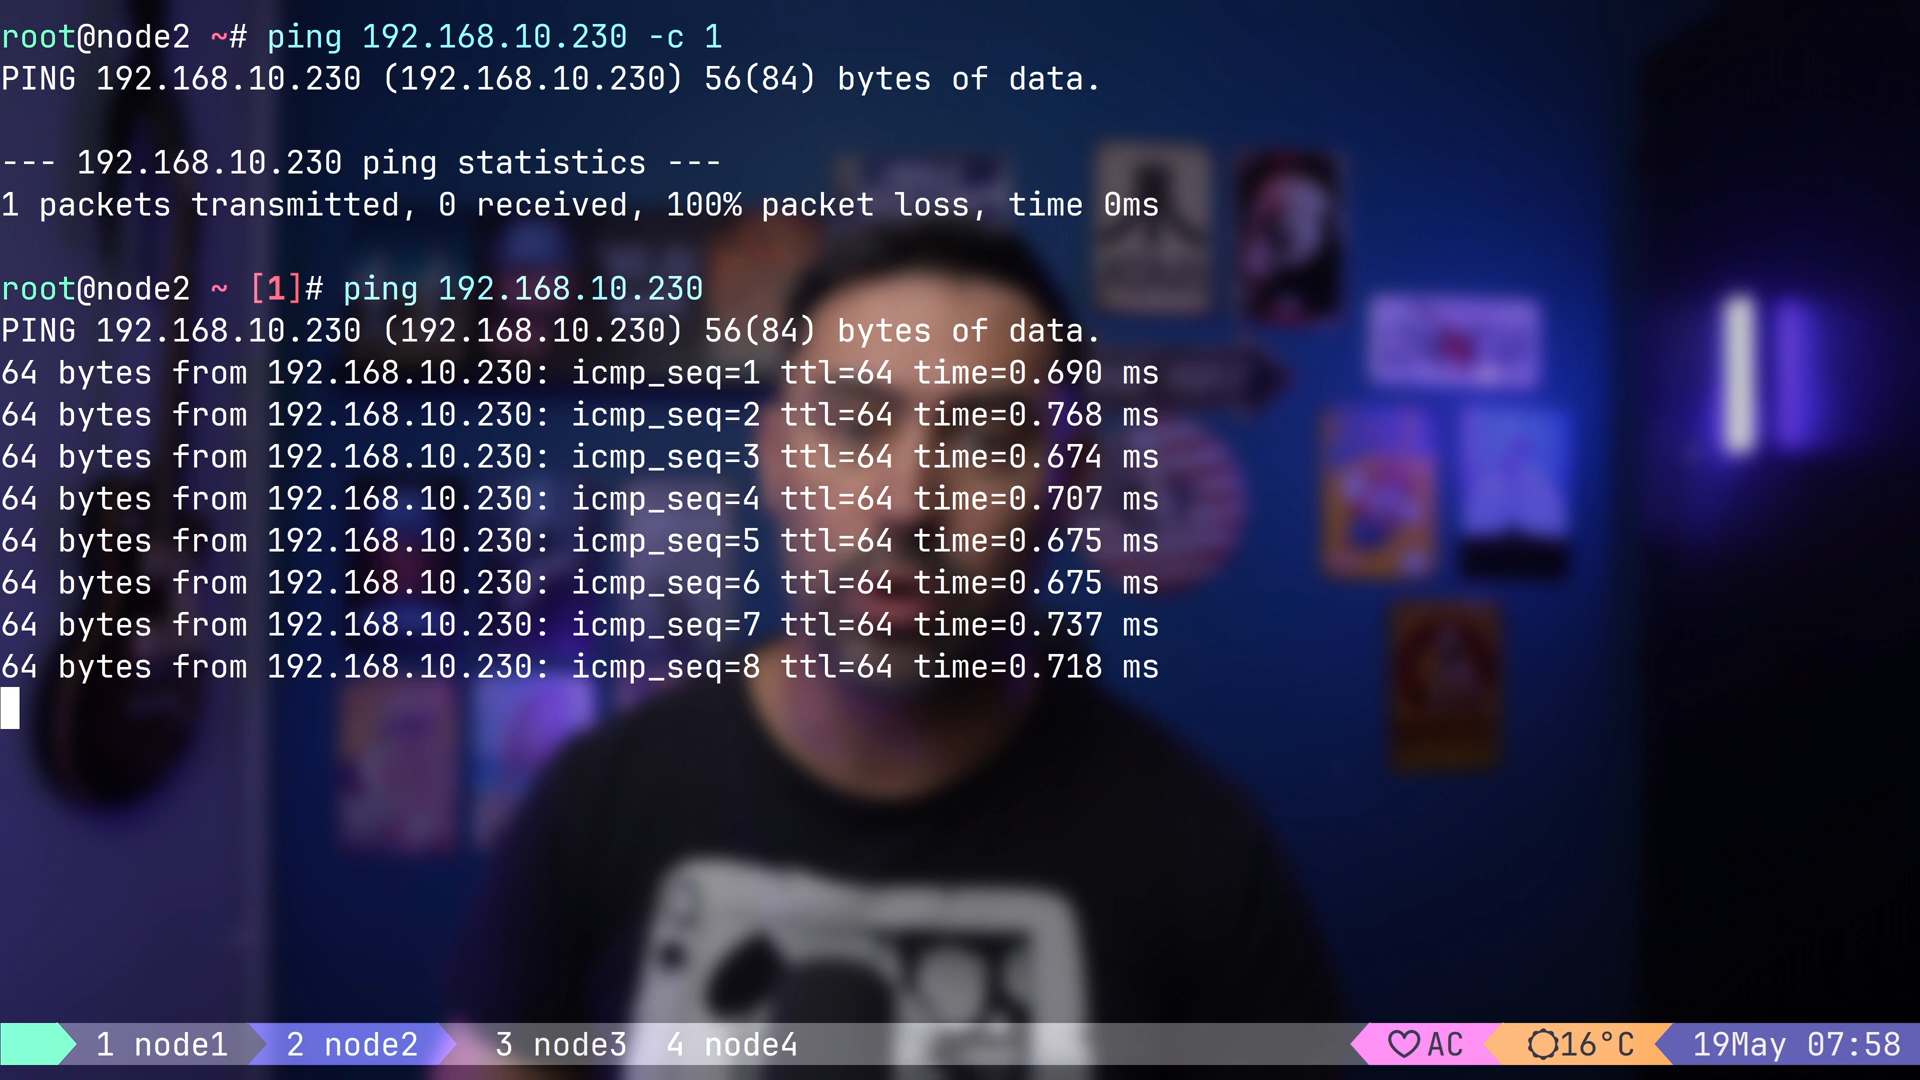 root@node2 ~# ping 192.168.10.230 -c 1
PING 192.168.10.230 (192.168.10.230) 56(84) bytes of data.
--- 192.168.10.230 ping statistics ---
1 packets transmitted, 0 received, 100% packet loss, time 0ms
root@node2 ~ [1]# ping 192.168.10.230
PING 192.168.10.230 (192.168.10.230) 56(84) bytes of data.
64 bytes from 192.168.10.230: icmp_seq=1 ttl=64 time=0.690 ms
64 bytes from 192.168.10.230: icmp_seq=2 ttl=64 time=0.768 ms
64 bytes from 192.168.10.230: icmp_seq=3 ttl=64 time=0.674 ms
64 bytes from 192.168.10.230: icmp_seq=4 ttl=64 time=0.707 ms
64 bytes from 192.168.10.230: icmp_seq=5 ttl=64 time=0.675 ms
64 bytes from 192.168.10.230: icmp_seq=6 ttl=64 time=0.675 ms
64 bytes from 192.168.10.230: icmp_seq=7 ttl=64 time=0.737 ms
64 bytes from 192.168.10.230: icmp_seq=8 ttl=64 time=0.718 ms
1 node1 2 node2 3 node3 4 node4 AC 16°C 19May 07:58